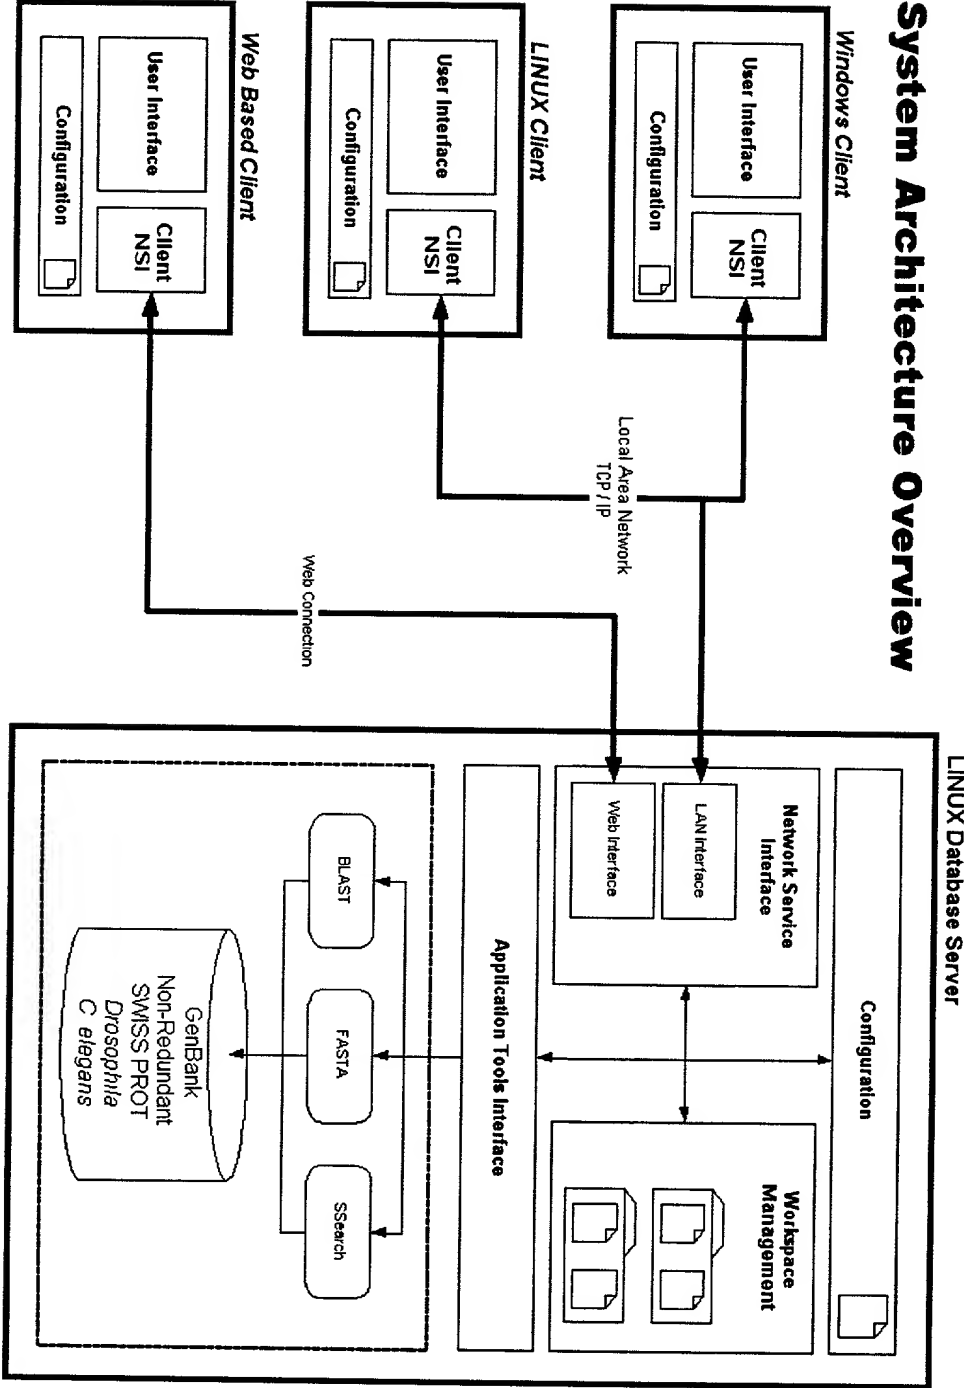 System Architecture Overview
Windows Client
User Interface
Client
NSI
Configuration
LINUX Client
User Interface
Client
NSI
Configuration
Web Based Client
User Interface
Client
NSI
Configuration
Local Area Network
TCP / IP
Web Connection
LINUX Database Server
Configuration
Network Service
Interface
LAN Interface
Web Interface
Workspace
Management
Application Tools Interface
BLAST
FASTA
SSearch
GenBank
Non-Redundant
SWISS PROT
Drosophila
C elegans